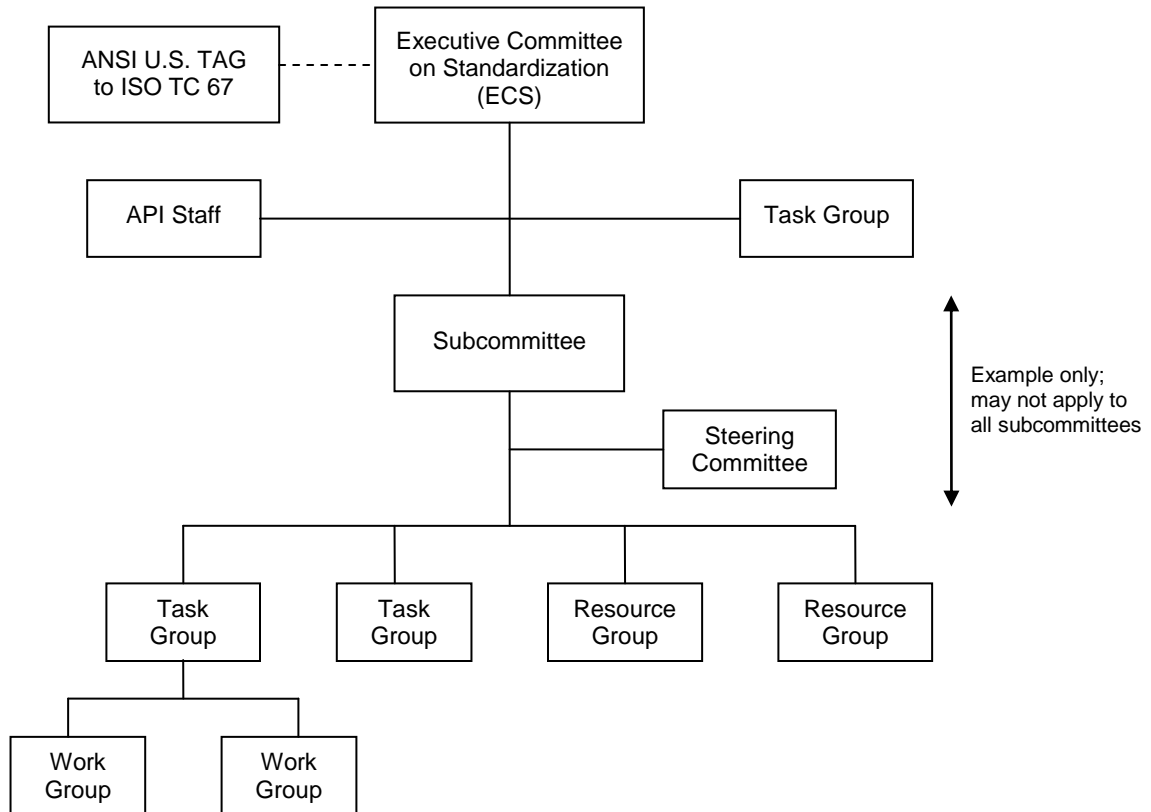 ANSI U.S. TAG
to ISO TC 67
Executive Committee
on Standardization
(ECS)
API Staff
Task Group
Subcommittee
Example only;
may not apply to
all subcommittees
Steering
Committee
Task
Group
Task
Group
Resource
Group
Resource
Group
Work
Group
Work
Group